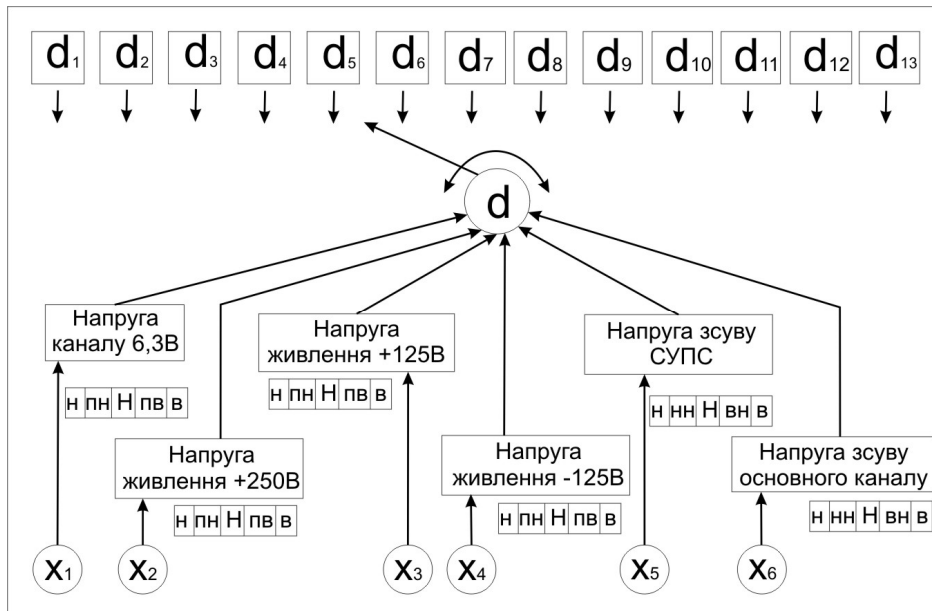 d1 d2 d3 d4 d5 d6 d7 d8 d9 d10 d11 d12 d13
d
Напруга
каналу 6,3В
н пн Н пв в
Напруга
живлення +125В
н пн Н пв в
Напруга зсуву
СУПС
н нн Н вн в
Напруга
живлення +250В
н пн Н пв в
Напруга
живлення -125В
н пн Н пв в
Напруга зсуву
основного каналу
н нн Н вн в
x1 x2 x3 x4 x5 x6